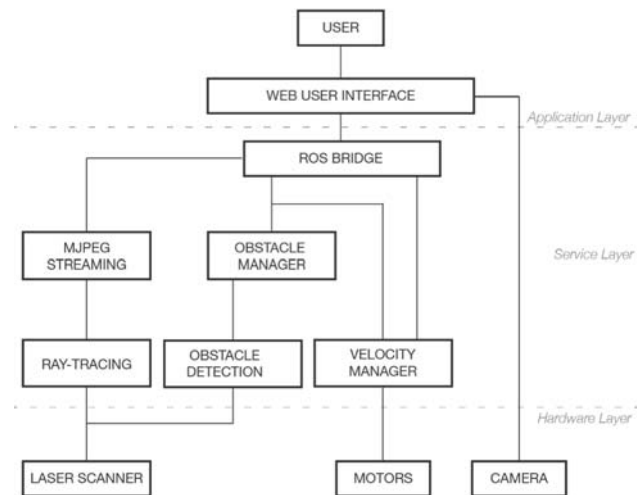 USER
WEB USER INTERFACE
Application Layer
ROS BRIDGE
MJPEG
STREAMING
OBSTACLE
MANAGER
Service Layer
RAY-TRACING
OBSTACLE
DETECTION
VELOCITY
MANAGER
Hardware Layer
LASER SCANNER
MOTORS
CAMERA